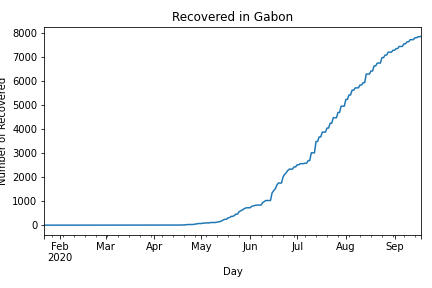 Recovered in Gabon
Number of Recovered
8000
7000
6000
5000
4000
3000
2000
1000
0
Feb Mar Apr May Jun Jul Aug Sep
2020
Day